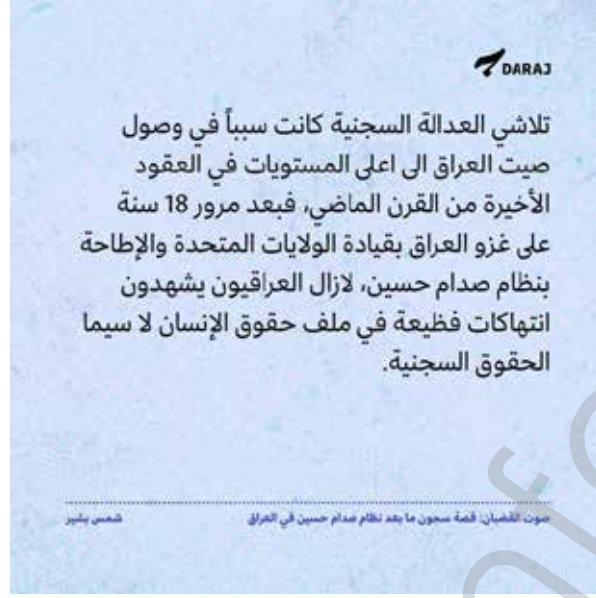 DARAJ
تلاشي العدالة السجنية كانت سبباً في وصول
صيت العراق الى اعلى المستويات في العقود
الأخيرة من القرن الماضي، فبعد مرور 18 سنة
على غزو العراق بقيادة الولايات المتحدة والإطاحة
بنظام صدام حسين، لازال العراقيون يشهدون
انتهاكات فظيعة في ملف حقوق الإنسان لا سيما
الحقوق السجنية.
صوت القضبان: قصة سجون ما بعد نظام صدام حسين في العراق
شمس بشير